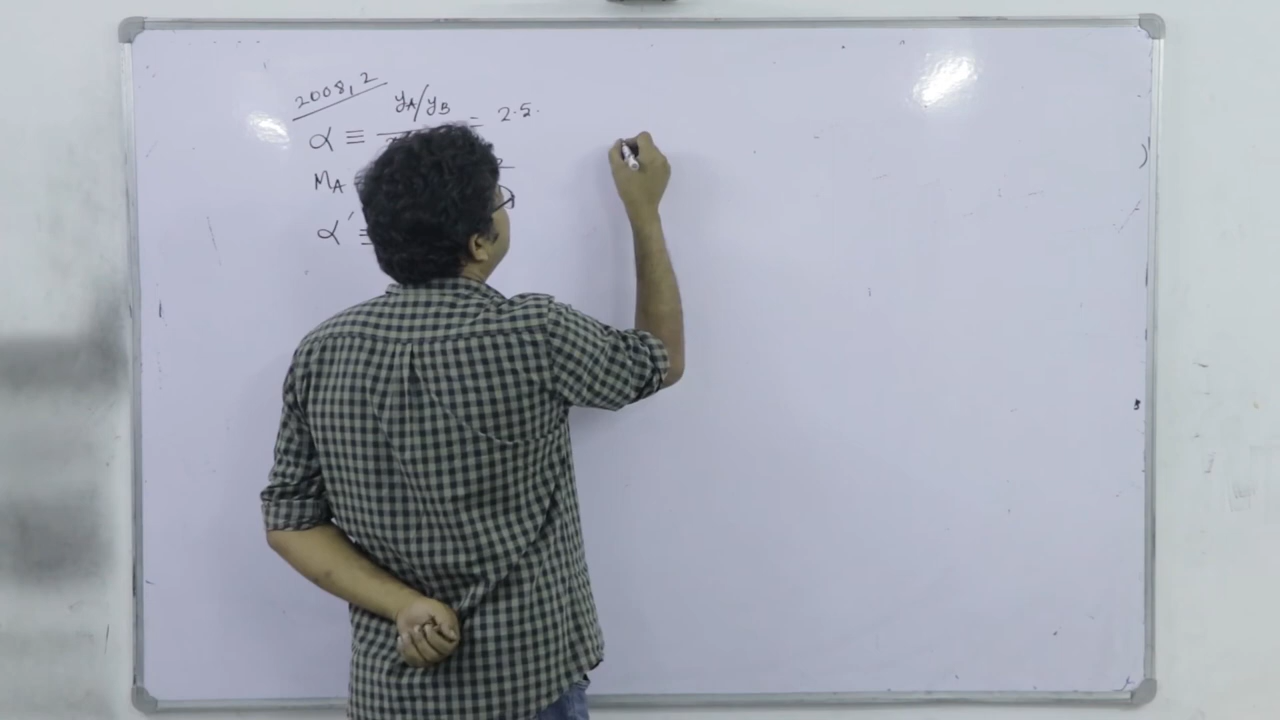 2008, 2
α ≡ yA/yB = 2.5.
MA
α' ≡